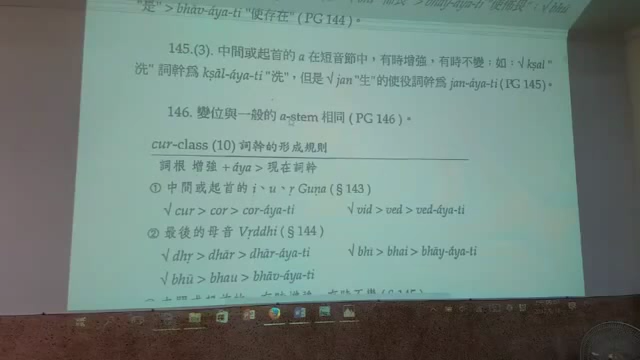 "是" > bhāv-áya-ti "使存在" ( PG 144 ) 。
145.(3). 中間或起首的 a 在短音節中，有時增強，有時不變：如：√ kṣal "
洗" 詞幹爲 kṣāl-áya-ti "洗"，但是 √ jan "生"的使役詞幹爲 jan-áya-ti ( PG 145 ) 。
146. 變位與一般的 a-stem 相同 ( PG 146 ) 。
cur-class (10) 詞幹的形成規則
詞根 增強 + áya > 現在詞幹
① 中間或起首的 i、u、ṛ Guṇa ( § 143 )
√ cur > cor > cor-áya-ti √ vid > ved > ved-áya-ti
② 最後的母音 Vṛddhi ( § 144 )
√ dhṛ > dhār > dhār-áya-ti √ bhī > bhai > bhāy-áya-ti
√ bhū > bhau > bhāv-áya-ti